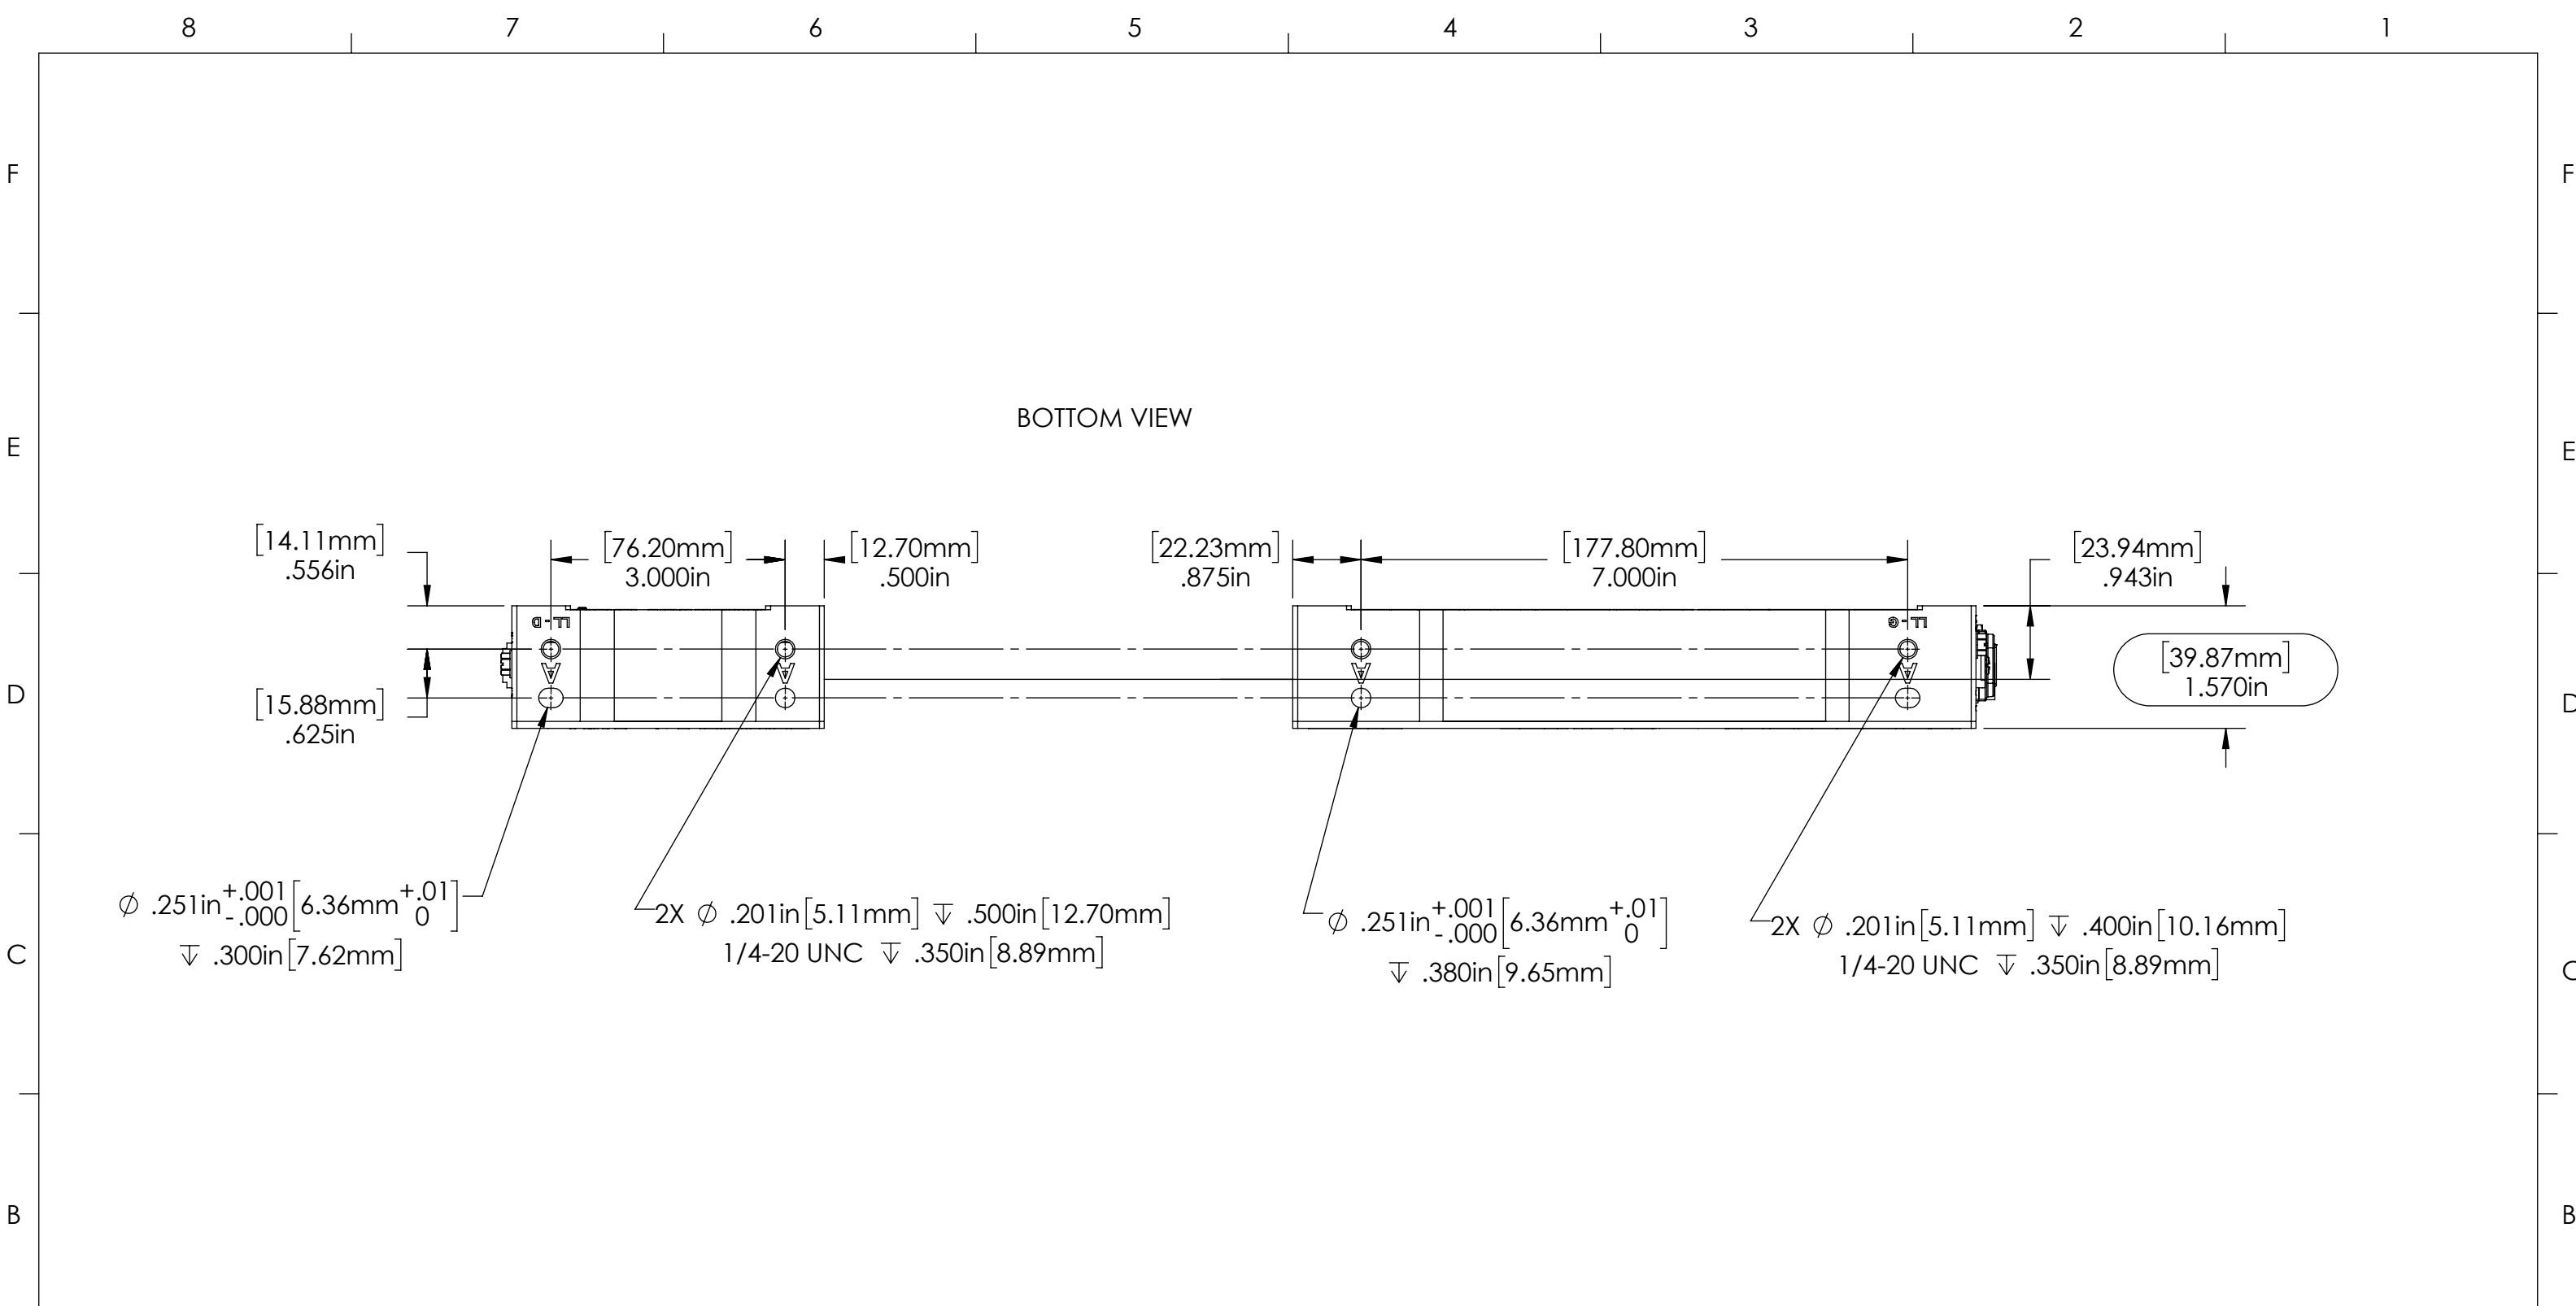 8 7 6 5 4 3 2 1
F F
BOTTOM VIEW
E E
[14.11mm]
.556in
[76.20mm]
3.000in
[12.70mm]
.500in
[22.23mm]
.875in
[177.80mm]
7.000in
[23.94mm]
.943in
LL-D
LL-G
[39.87mm]
1.570in
D D
[15.88mm]
.625in
A A A A
⌀ .251in +.001 -.000 [6.36mm +.01 0]
↧ .300in[7.62mm]
2X ⌀ .201in[5.11mm] ↧ .500in[12.70mm]
1/4-20 UNC ↧ .350in[8.89mm]
⌀ .251in +.001 -.000 [6.36mm +.01 0]
↧ .380in[9.65mm]
2X ⌀ .201in[5.11mm] ↧ .400in[10.16mm]
1/4-20 UNC ↧ .350in[8.89mm]
C C
B B